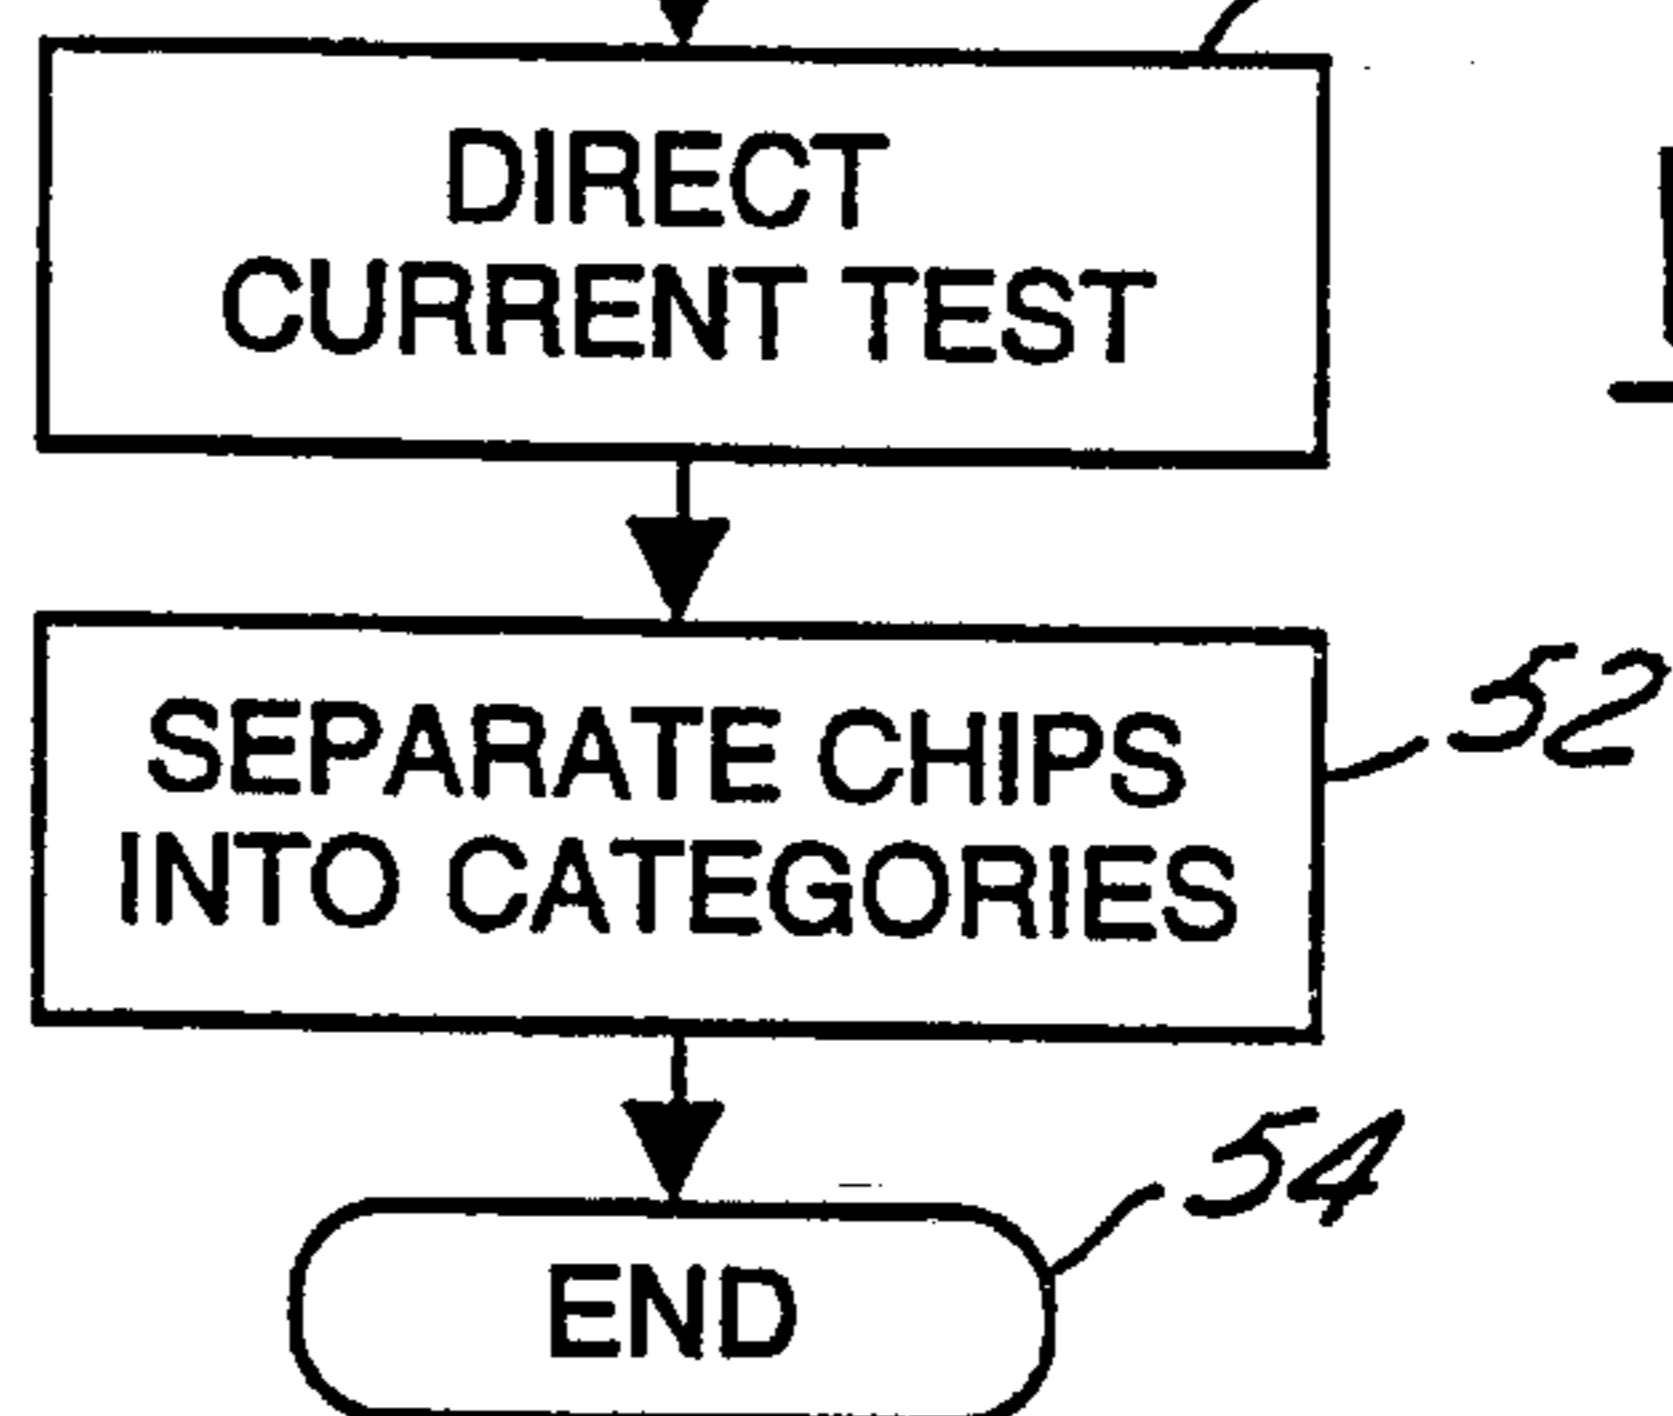 DIRECT
CURRENT TEST
SEPARATE CHIPS
INTO CATEGORIES
52
54
END